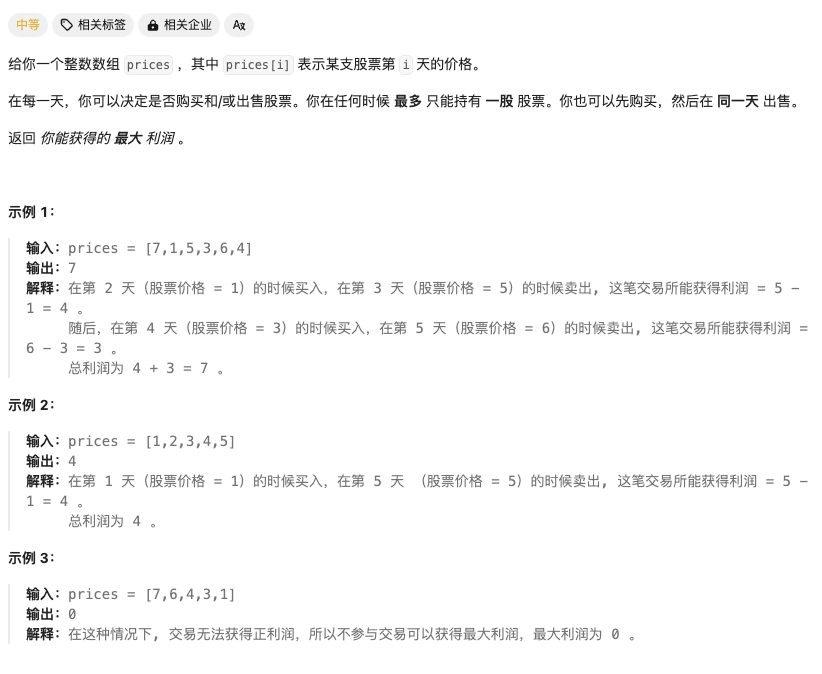 中等 相关标签 相关企业 Ax
给你一个整数数组 prices ，其中 prices[i] 表示某支股票第 i 天的价格。
在每一天，你可以决定是否购买和/或出售股票。你在任何时候 最多 只能持有 一股 股票。你也可以先购买，然后在 同一天 出售。
返回 你能获得的 最大 利润 。
示例 1：
输入：prices = [7,1,5,3,6,4]
输出：7
解释：在第 2 天（股票价格 = 1）的时候买入，在第 3 天（股票价格 = 5）的时候卖出, 这笔交易所能获得利润 = 5 -
1 = 4 。
随后，在第 4 天（股票价格 = 3）的时候买入，在第 5 天（股票价格 = 6）的时候卖出, 这笔交易所能获得利润 =
6 - 3 = 3 。
总利润为 4 + 3 = 7 。
示例 2：
输入：prices = [1,2,3,4,5]
输出：4
解释：在第 1 天（股票价格 = 1）的时候买入，在第 5 天 （股票价格 = 5）的时候卖出, 这笔交易所能获得利润 = 5 -
1 = 4 。
总利润为 4 。
示例 3：
输入：prices = [7,6,4,3,1]
输出：0
解释：在这种情况下, 交易无法获得正利润，所以不参与交易可以获得最大利润，最大利润为 0 。